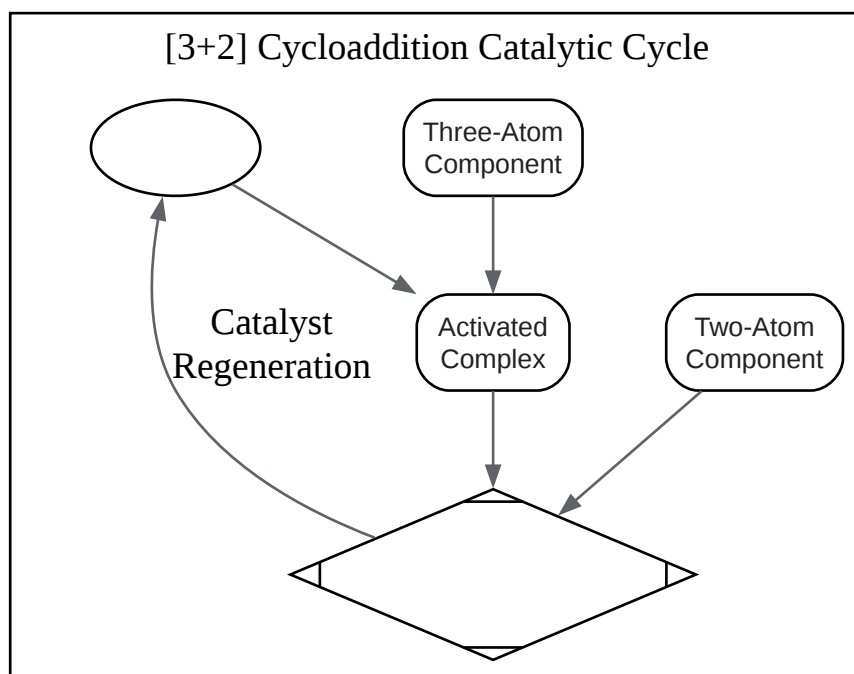 [3+2] Cycloaddition Catalytic Cycle
Three-Atom
Component
Catalyst
Regeneration
Activated
Complex
Two-Atom
Component